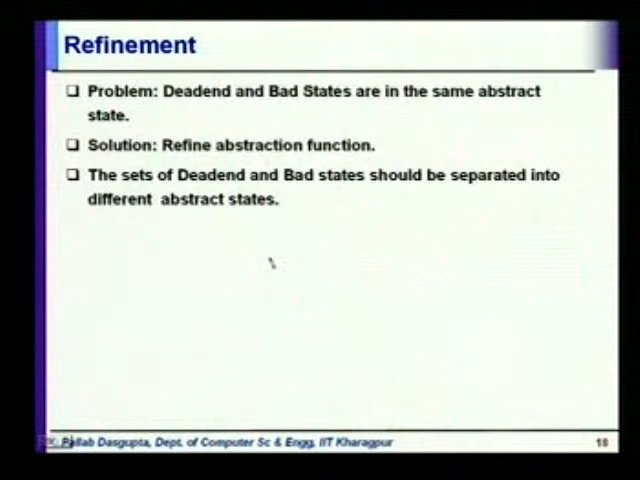 Refinement
Problem: Deadend and Bad States are in the same abstract
state.
Solution: Refine abstraction function.
The sets of Deadend and Bad states should be separated into
different abstract states.
Pallab Dasgupta, Dept. of Computer Sc & Engg, IIT Kharagpur
18